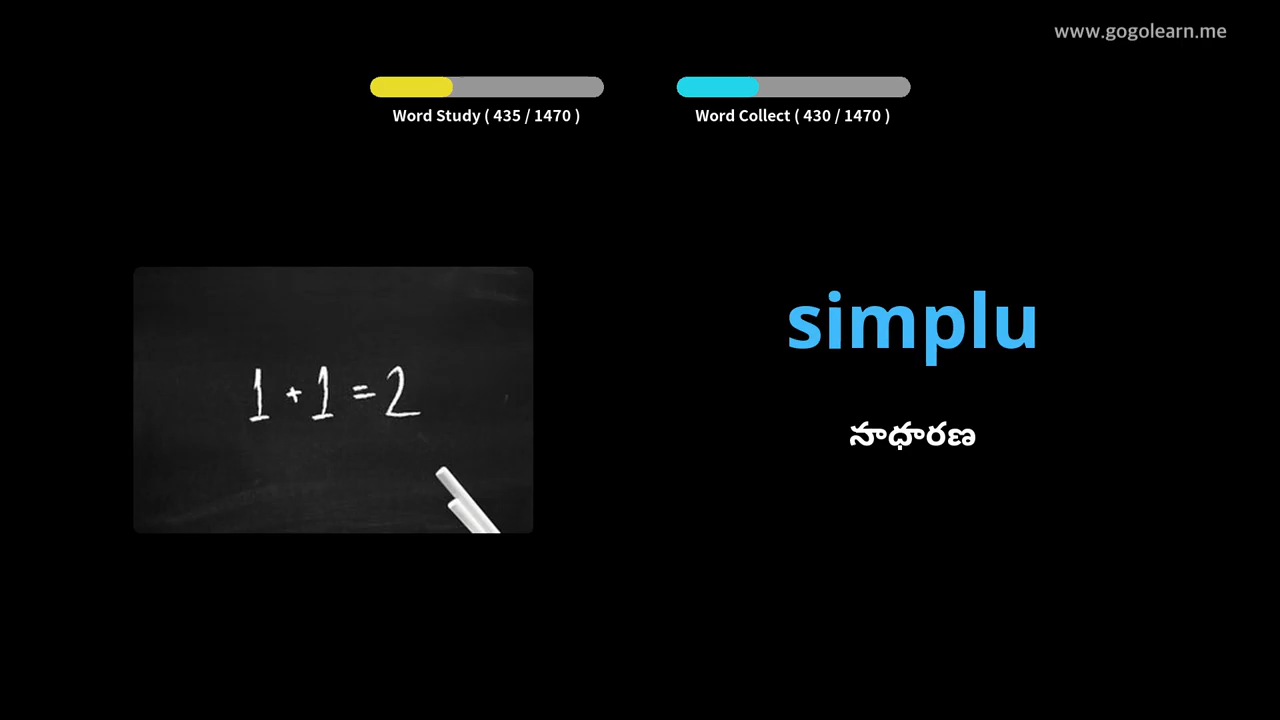 www.gogolearn.me
Word Study ( 435 / 1470 )
Word Collect ( 430 / 1470 )
1 + 1 = 2
simplu
సాధారణ